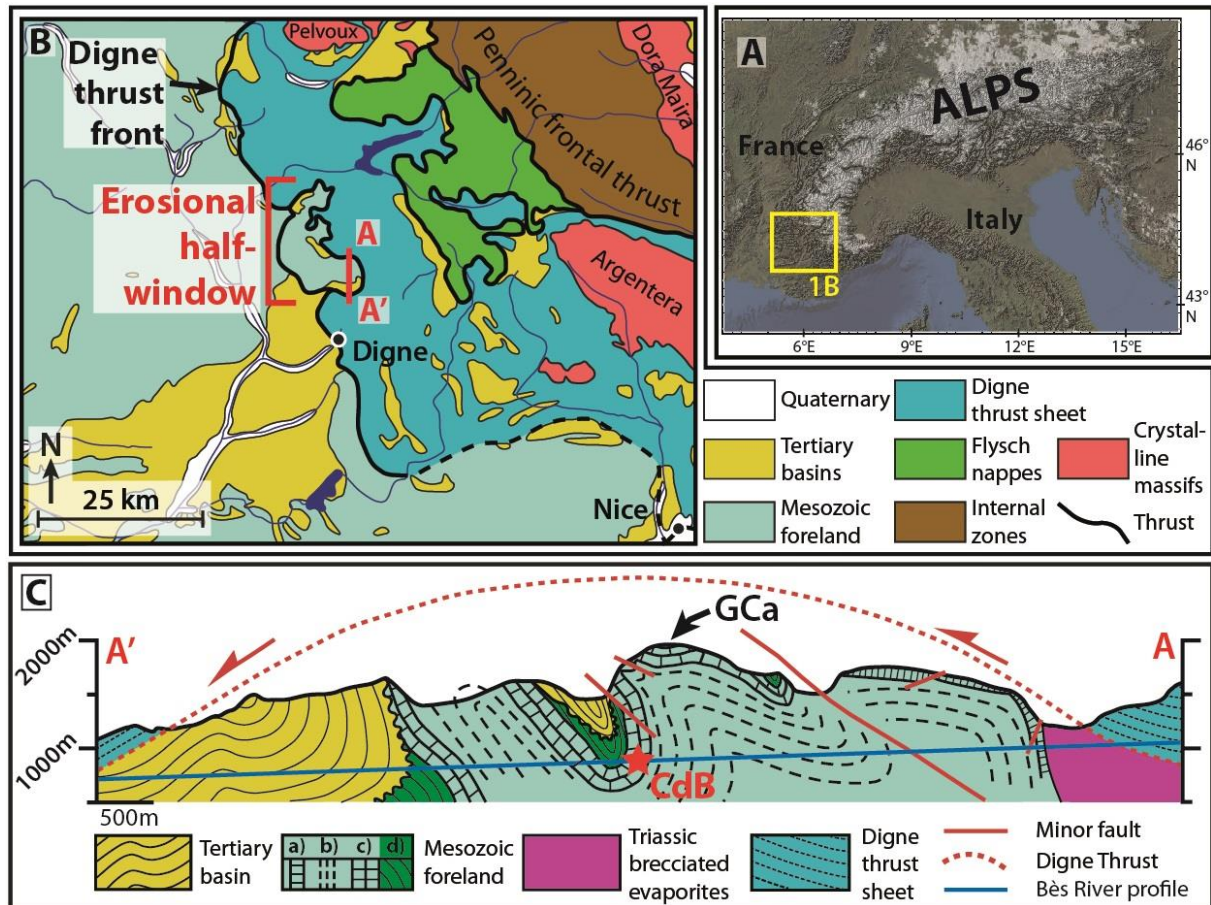 B
Digne
thrust
front
Pelvoux
Penninic frontal thrust
Dora Maira
Erosional
half-
window
A
A'
Argentera
Digne
N
25 km
Nice
A
ALPS
France
Italy
1B
46°
N
43°
N
6°E
9°E
12°E
15°E
Quaternary
Digne
thrust sheet
Tertiary
basins
Flysch
nappes
Crystal-
line
massifs
Mesozoic
foreland
Internal
zones
Thrust
C
GCa
2000m
A'
A
2000m
1000m
1000m
CdB
500m
Tertiary
basin
a) b) c) d)
Mesozoic
foreland
Triassic
brecciated
evaporites
Digne
thrust
sheet
Minor fault
Digne Thrust
Bès River profile